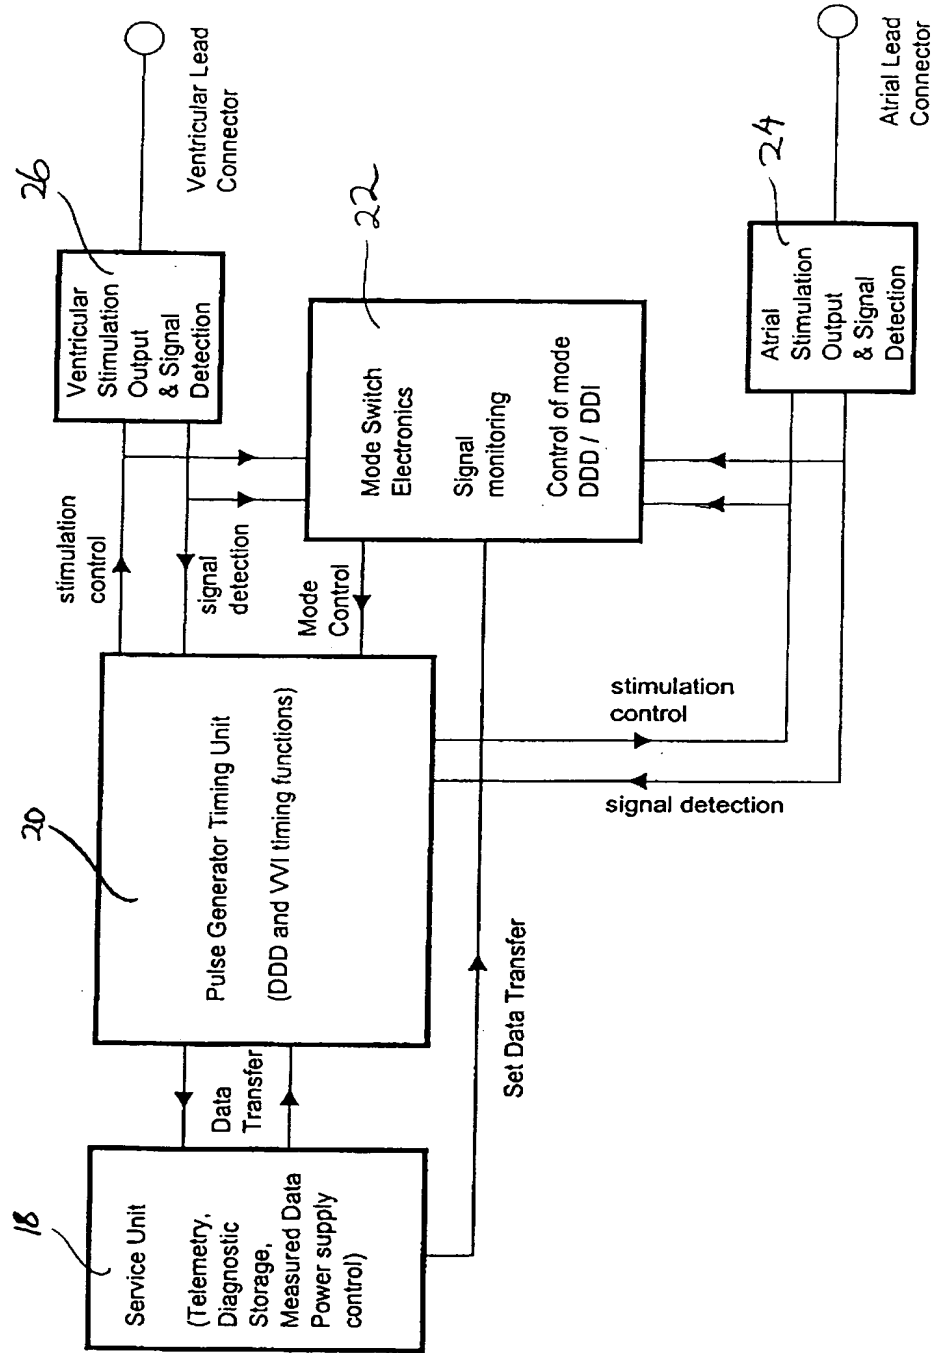 18
Service Unit
(Telemetry,
Diagnostic
Storage,
Measured Data
Power supply
control)
Data
Transfer
Set Data Transfer
20
Pulse Generator Timing Unit
(DDD and VVI timing functions)
stimulation
control
signal
detection
Mode
Control
stimulation
control
signal detection
22
Mode Switch
Electronics
Signal
monitoring
Control of mode
DDD / DDI
26
Ventricular
Stimulation
Output
& Signal
Detection
Ventricular Lead
Connector
24
Atrial
Stimulation
Output
& Signal
Detection
Atrial Lead
Connector